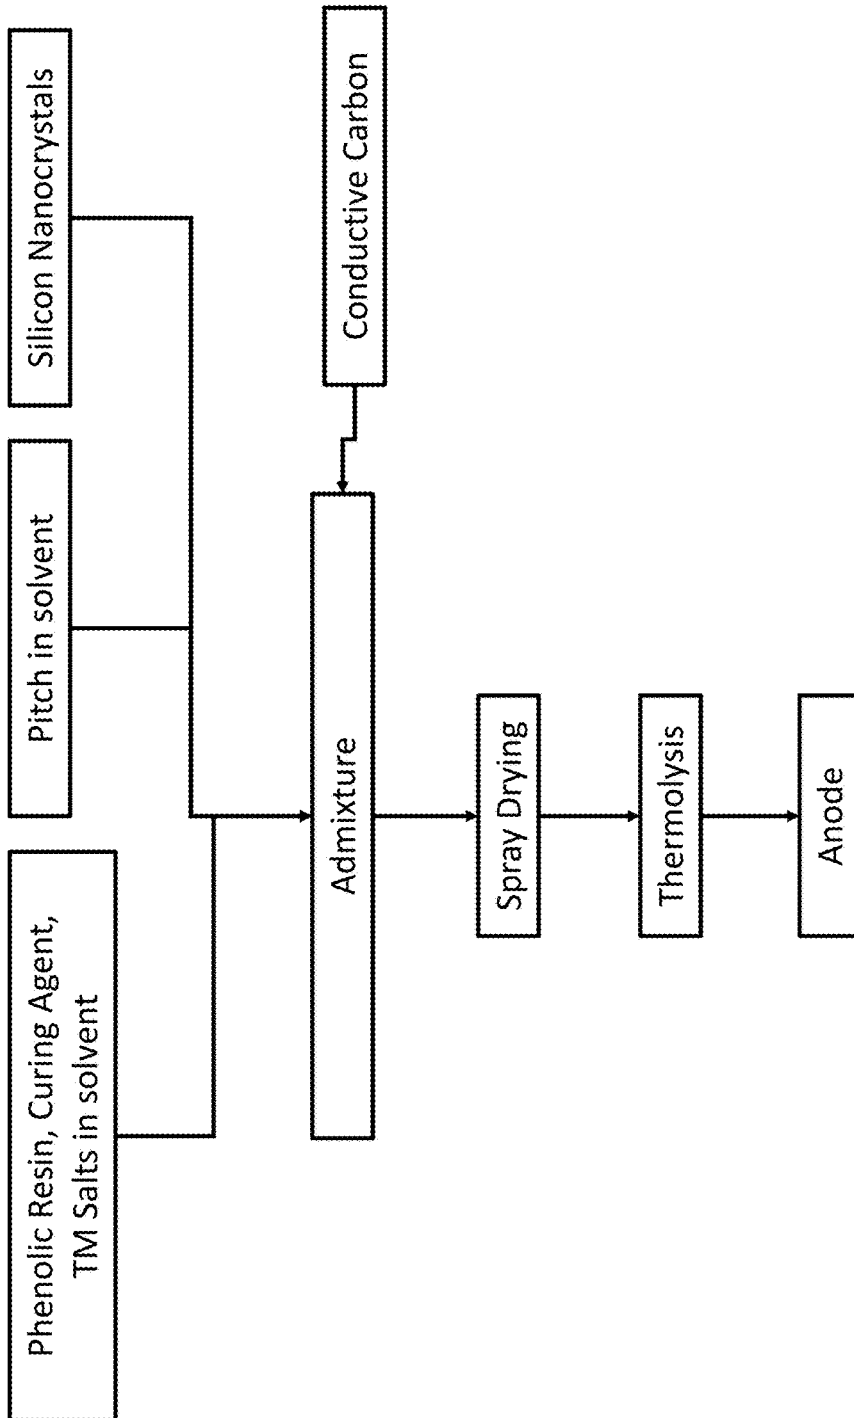 Phenolic Resin, Curing Agent,
TM Salts in solvent
Pitch in solvent
Silicon Nanocrystals
Admixture
Conductive Carbon
Spray Drying
Thermolysis
Anode